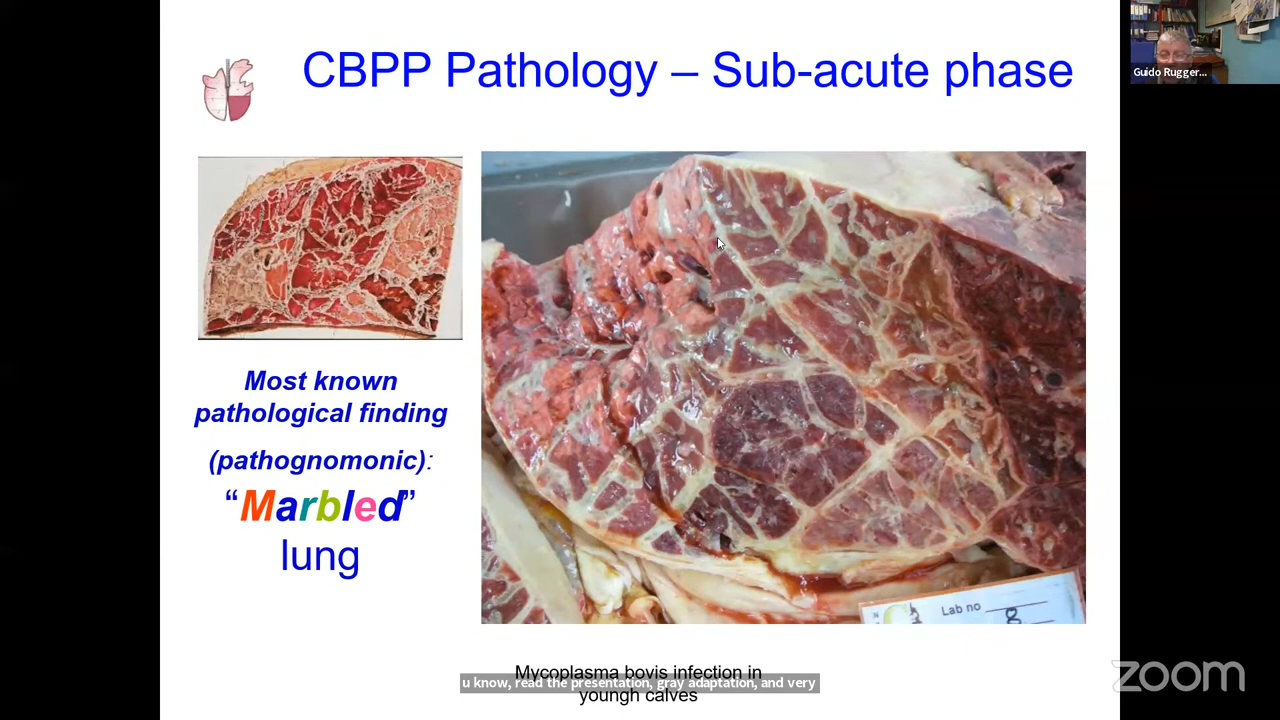 CBPP Pathology – Sub-acute phase
Guido Rugger...
Most known
pathological finding
(pathognomonic):
“Marbled”
lung
Lab no
8
Mycoplasma bovis infection in
youngh calves
u know, read the presentation, gray adaptation, and very
zoom